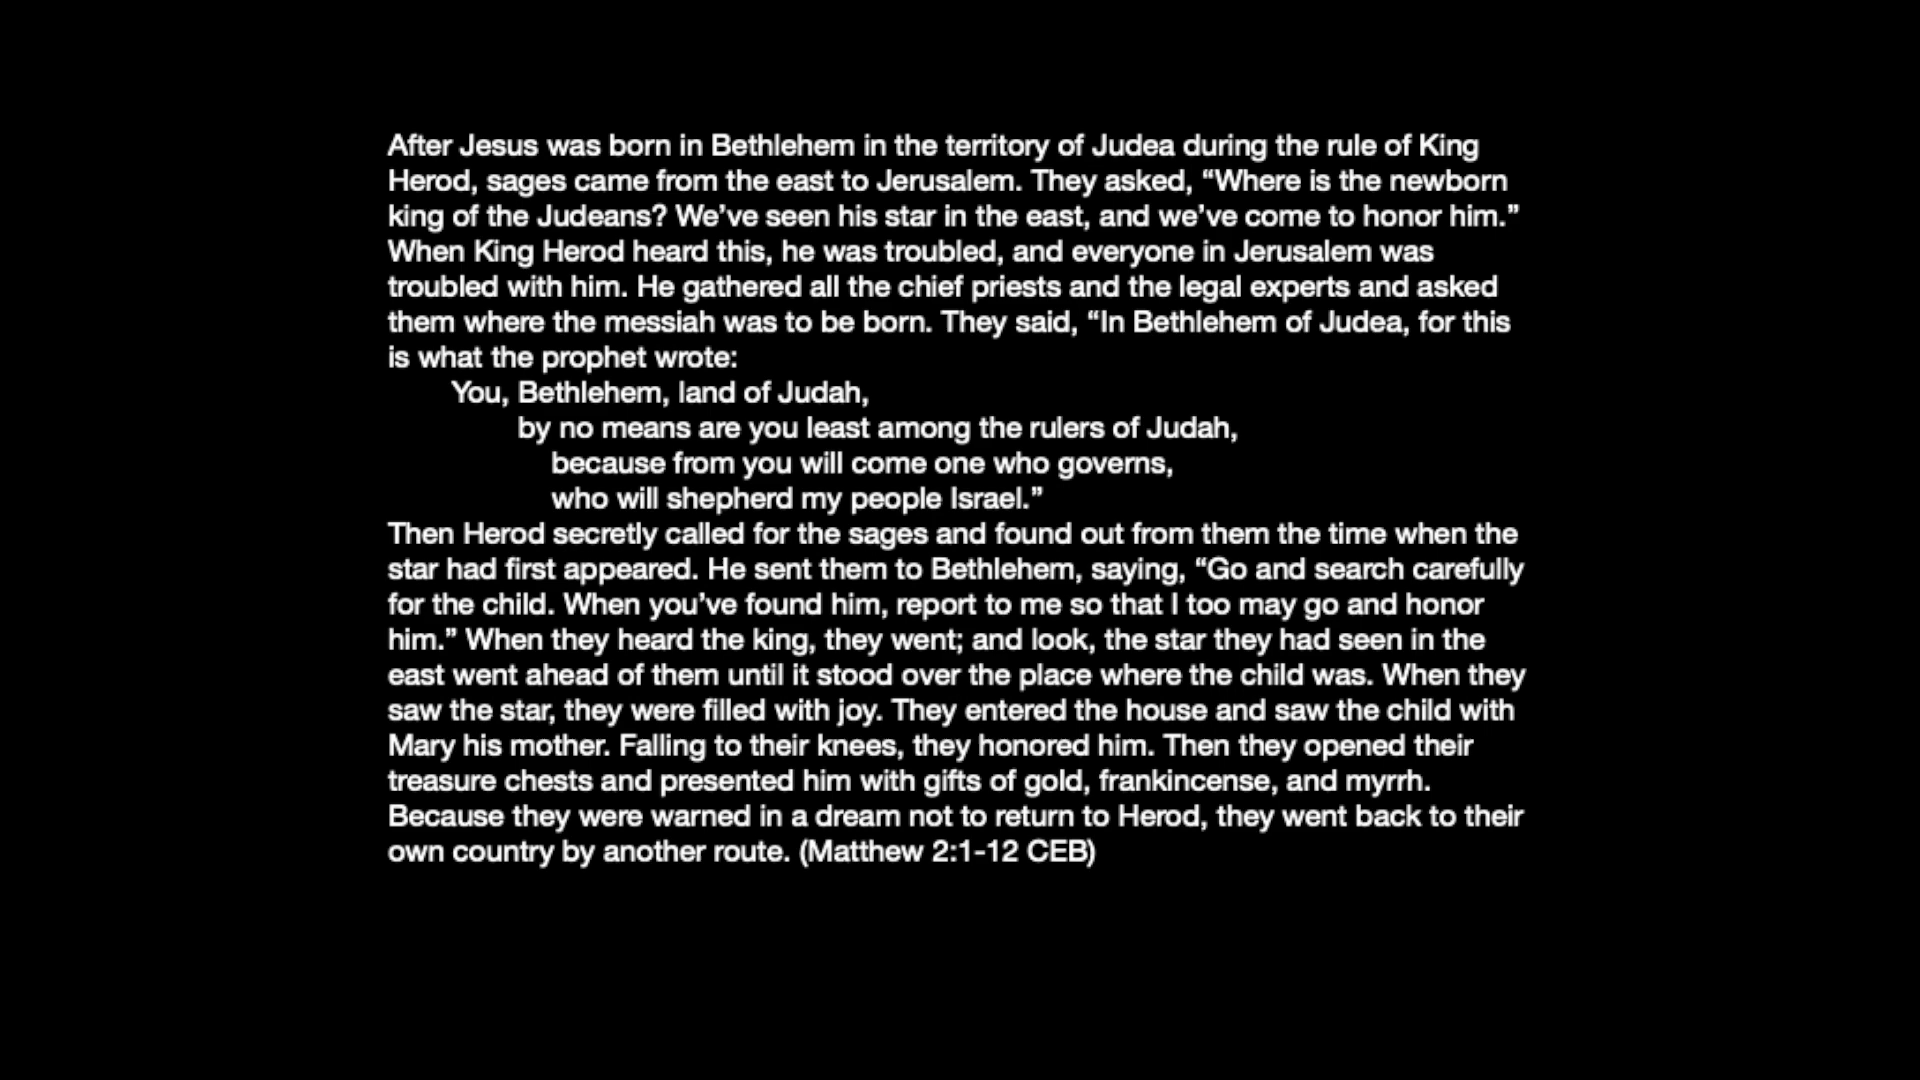 After Jesus was born in Bethlehem in the territory of Judea during the rule of King
Herod, sages came from the east to Jerusalem. They asked, “Where is the newborn
king of the Judeans? We’ve seen his star in the east, and we’ve come to honor him.”
When King Herod heard this, he was troubled, and everyone in Jerusalem was
troubled with him. He gathered all the chief priests and the legal experts and asked
them where the messiah was to be born. They said, “In Bethlehem of Judea, for this
is what the prophet wrote:
You, Bethlehem, land of Judah,
by no means are you least among the rulers of Judah,
because from you will come one who governs,
who will shepherd my people Israel.”
Then Herod secretly called for the sages and found out from them the time when the
star had first appeared. He sent them to Bethlehem, saying, “Go and search carefully
for the child. When you’ve found him, report to me so that I too may go and honor
him.” When they heard the king, they went; and look, the star they had seen in the
east went ahead of them until it stood over the place where the child was. When they
saw the star, they were filled with joy. They entered the house and saw the child with
Mary his mother. Falling to their knees, they honored him. Then they opened their
treasure chests and presented him with gifts of gold, frankincense, and myrrh.
Because they were warned in a dream not to return to Herod, they went back to their
own country by another route. (Matthew 2:1-12 CEB)